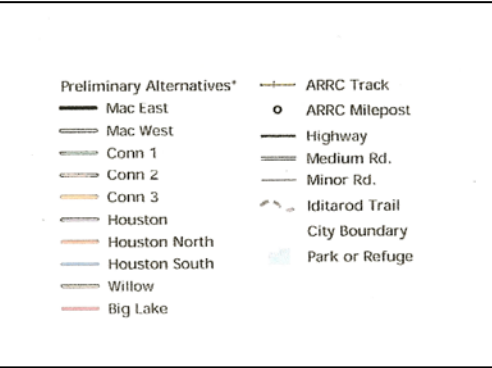 Preliminary Alternatives*
Mac East
Mac West
Conn 1
Conn 2
Conn 3
Houston
Houston North
Houston South
Willow
Big Lake
ARRC Track
ARRC Milepost
Highway
Medium Rd.
Minor Rd.
Iditarod Trail
City Boundary
Park or Refuge